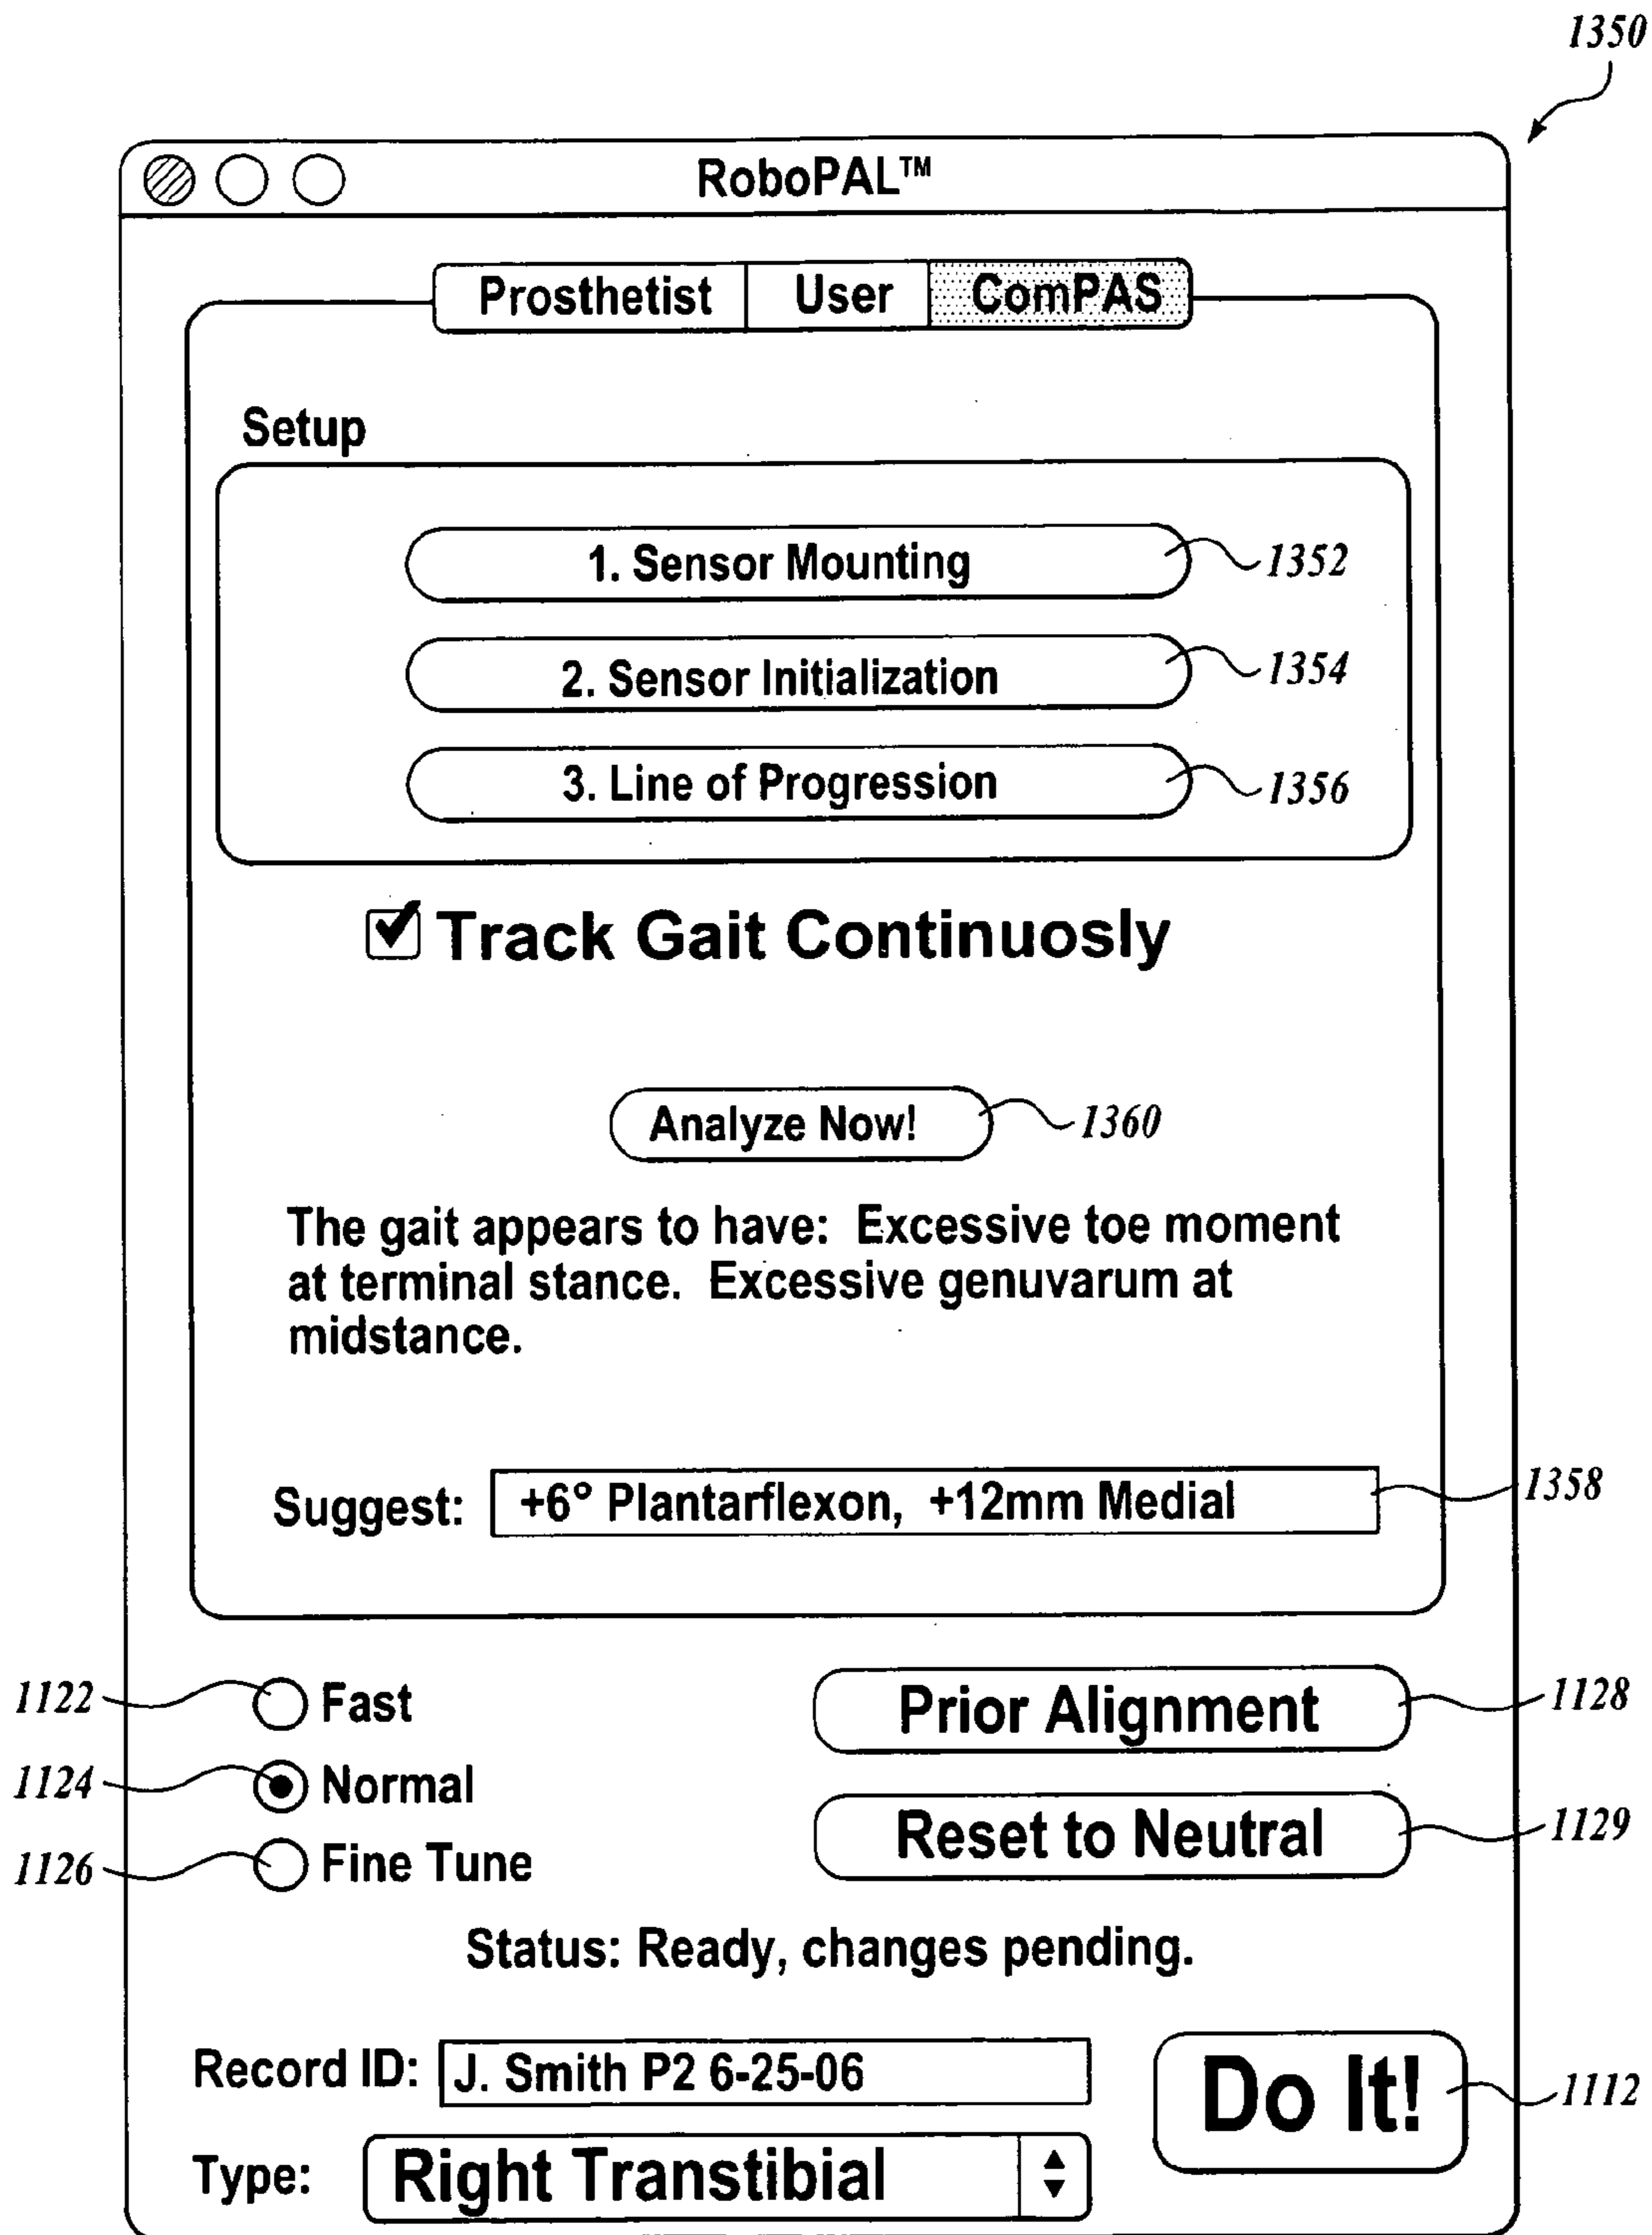 1350
RoboPAL™
Prosthetist User ComPAS
Setup
1. Sensor Mounting 1352
2. Sensor Initialization 1354
3. Line of Progression 1356
Track Gait Continuosly
Analyze Now! 1360
The gait appears to have: Excessive toe moment
at terminal stance. Excessive genuvarum at
midstance.
Suggest: +6° Plantarflexon, +12mm Medial 1358
1122 Fast Prior Alignment 1128
1124 Normal
Reset to Neutral 1129
1126 Fine Tune
Status: Ready, changes pending.
Record ID: J. Smith P2 6-25-06
Do It! 1112
Type: Right Transtibial